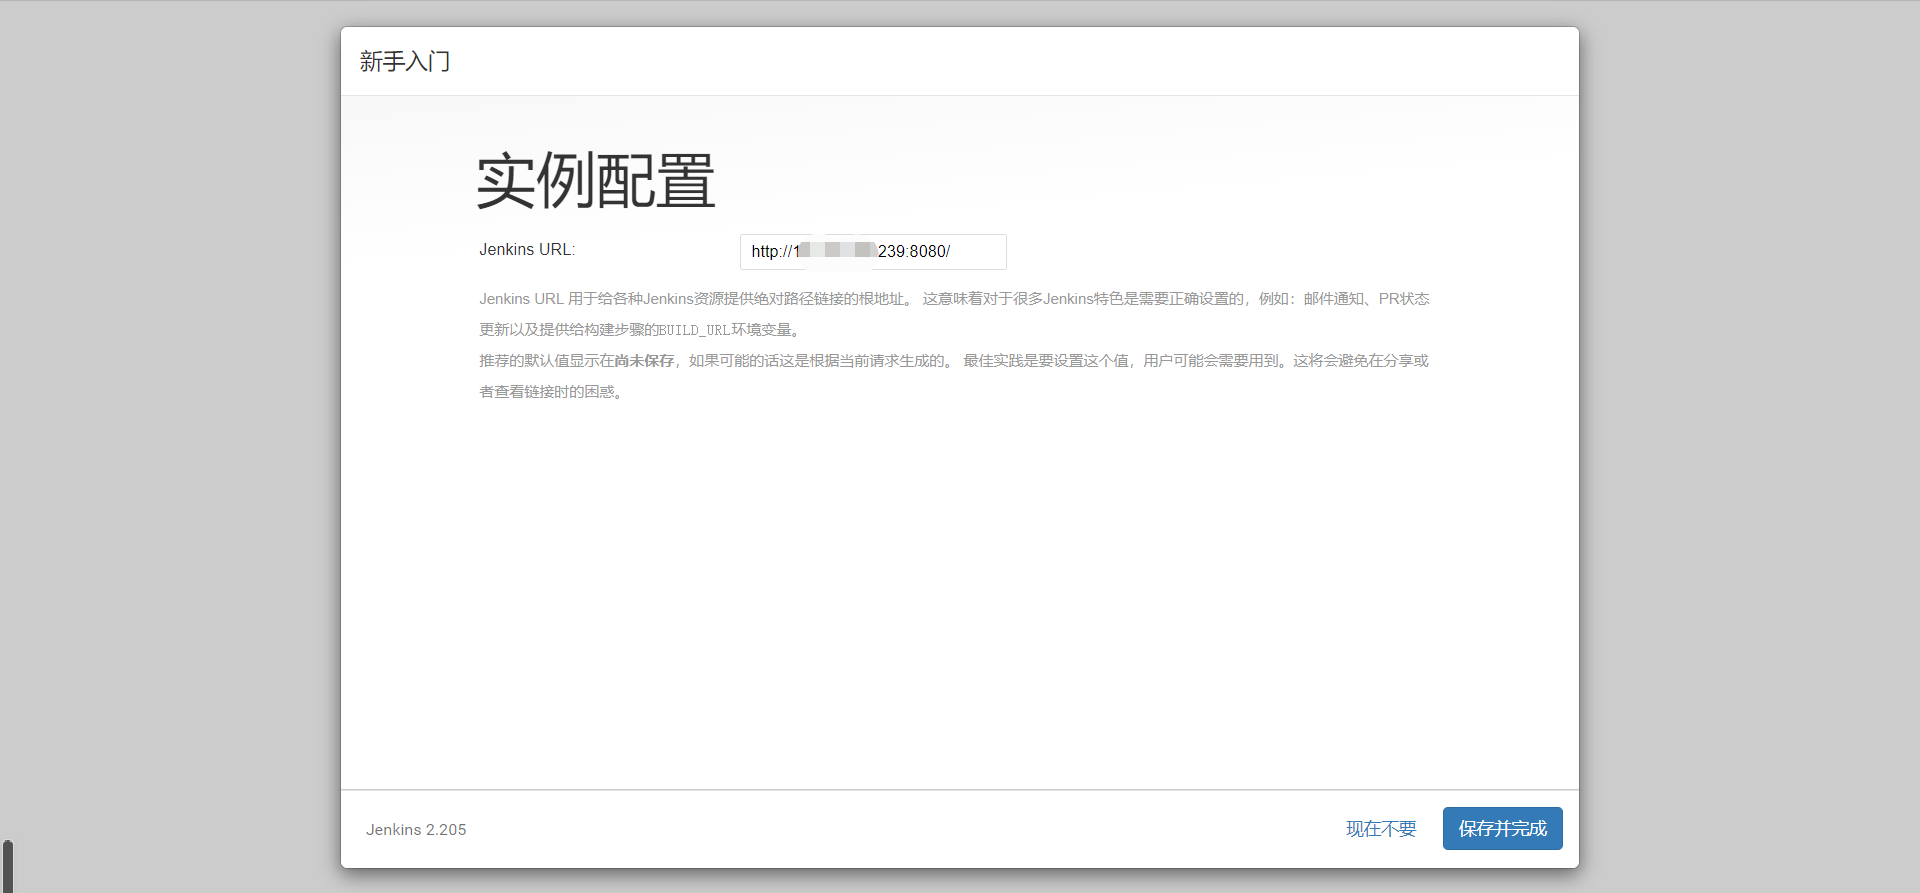 新手入门
实例配置
Jenkins URL:
http://1 239:8080/
Jenkins URL 用于给各种Jenkins资源提供绝对路径链接的根地址。 这意味着对于很多Jenkins特色是需要正确设置的，例如：邮件通知、PR状态
更新以及提供给构建步骤的BUILD_URL环境变量。
推荐的默认值显示在尚未保存，如果可能的话这是根据当前请求生成的。 最佳实践是要设置这个值，用户可能会需要用到。这将会避免在分享或
者查看链接时的困惑。
Jenkins 2.205
现在不要
保存并完成